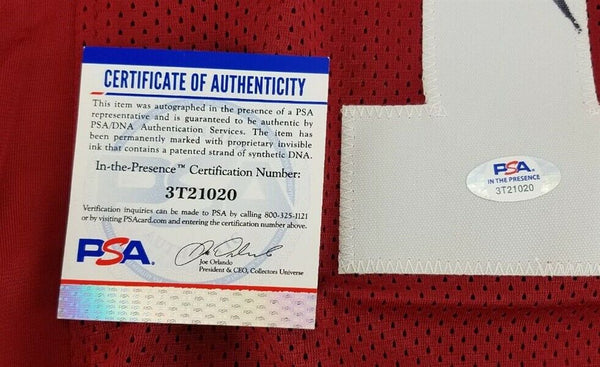 CERTIFICATE OF AUTHENTICITY
This item was autographed in the presence of a PSA
representative and is guaranteed to be authentic by
PSA/DNA Authentication Services. The item has
been permanently marked with proprietary invisible
ink that contains a patented strand of synthetic DNA.
In-the-Presence™ Certification Number:
3T21020
Verification inquiries can be made to PSA by calling 800-325-1121
or by visiting PSAcard.com and entering the certification number above.
PSA
Joe Orlando
President & CEO, Collectors Universe
PSA
IN THE PRESENCE
3T21020